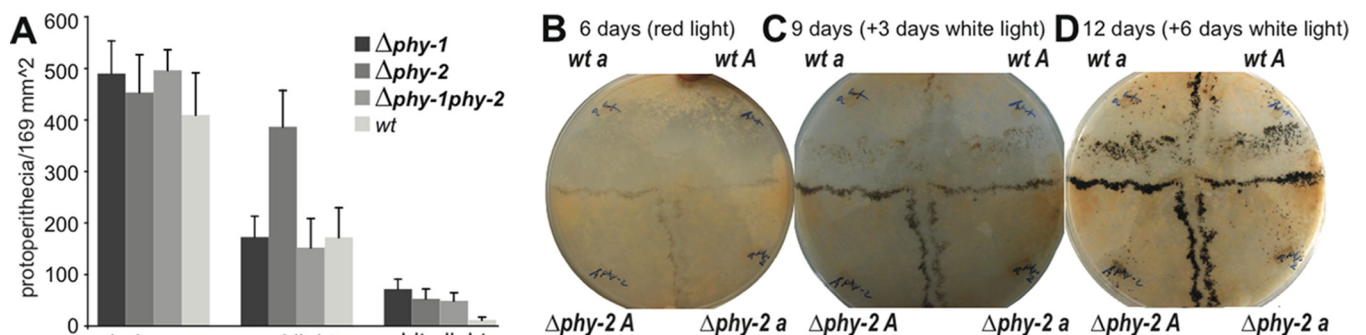 A
protoperithecia/169 mm^2
600
500
400
300
200
100
0
Δphy-1
Δphy-2
Δphy-1phy-2
wt
B 6 days (red light)
wt a wt A
Δphy-2 A Δphy-2 a
C 9 days (+3 days white light)
wt a wt A
Δphy-2 A Δphy-2 a
D 12 days (+6 days white light)
wt a wt A
Δphy-2 A Δphy-2 a